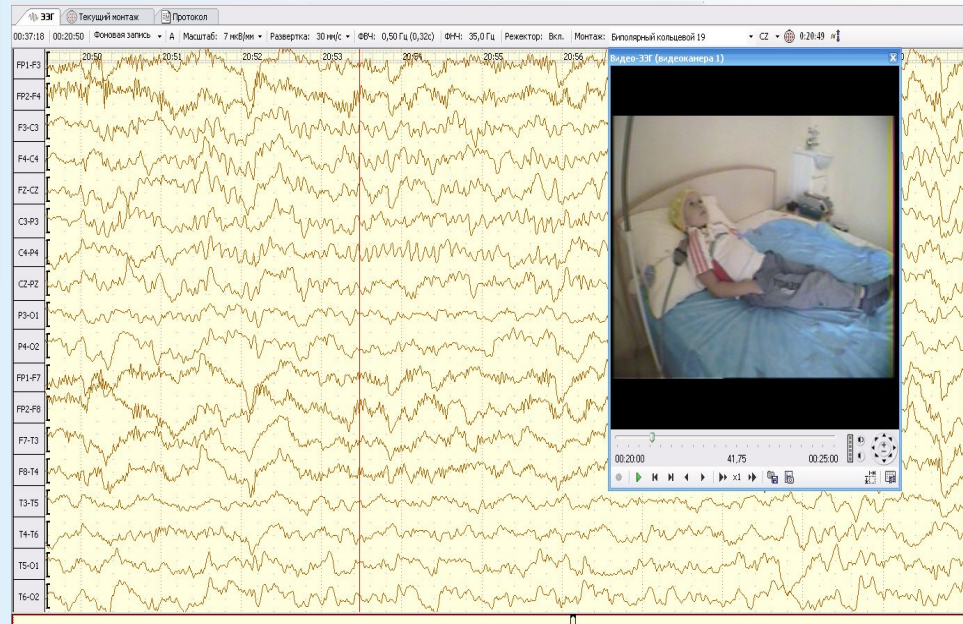 ЭЭГ Текущий монтаж Протокол
00:37:18 00:20:50 Фоновая запись А Масштаб: 7 мкВ/мм Развертка: 30 мм/с ФВЧ: 0,50 Гц (0,32с) ФНЧ: 35,0 Гц Режектор: Вкл. Монтаж: Биполярный кольцевой 19 CZ 0:20:49
20:50 20:51 20:52 20:53 20:54 20:55 20:56
Видео-ЭЭГ (видеокамера 1) X
FP1-F3
FP2-F4
F3-C3
F4-C4
FZ-CZ
C3-P3
C4-P4
CZ-PZ
P3-O1
P4-O2
FP1-F7
FP2-F8
F7-T3
F8-T4
00:20:00 41,75 00:25:00
x1
T3-T5
T4-T6
T5-O1
T6-O2